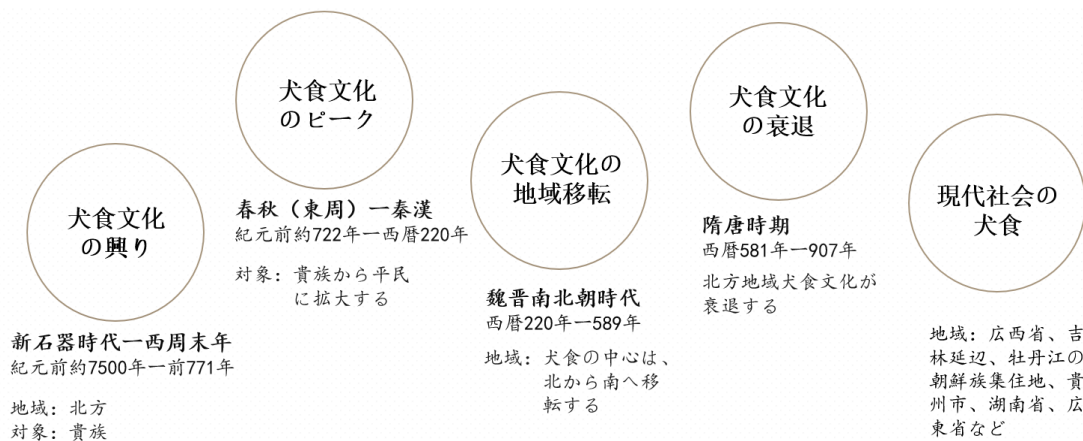 犬食文化
の興り
新石器時代一西周末年
紀元前約7500年一前771年
地域: 北方
対象: 貴族
犬食文化
のピーク
春秋（東周）一秦漢
紀元前約722年一西暦220年
対象: 貴族から平民
に拡大する
犬食文化の
地域移転
魏晋南北朝時代
西暦220年一589年
地域: 犬食の中心は、
北から南へ移
転する
犬食文化
の衰退
隋唐時期
西暦581年一907年
北方地域犬食文化が
衰退する
現代社会の
犬食
地域: 広西省、吉
林延辺、牡丹江の
朝鮮族集住地、貴
州市、湖南省、広
東省など